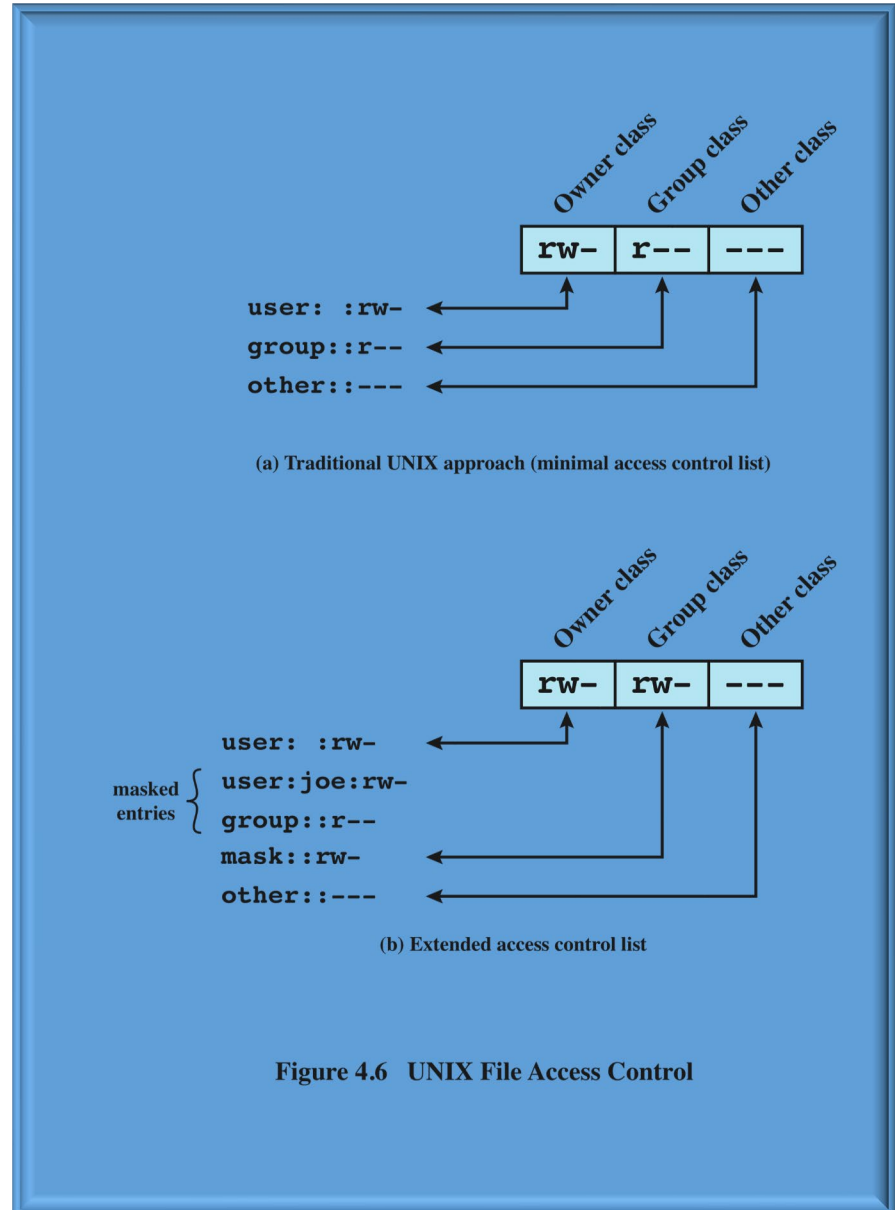 Owner class
Group class
Other class
rw- r-- ---
user: :rw-
group::r--
other::---
(a) Traditional UNIX approach (minimal access control list)
Owner class
Group class
Other class
rw- rw- ---
user: :rw-
masked
entries
user:joe:rw-
group::r--
mask::rw-
other::---
(b) Extended access control list
Figure 4.6 UNIX File Access Control